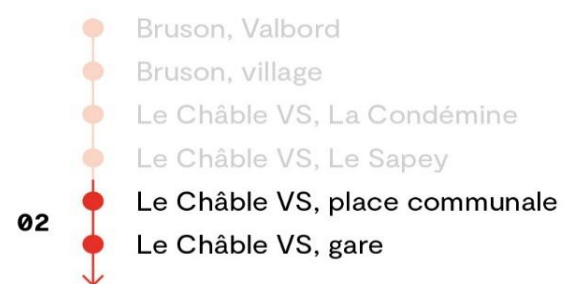 Bruson, Valbord
Bruson, village
Le Châble VS, La Condémine
Le Châble VS, Le Sapey
Le Châble VS, place communale
02
Le Châble VS, gare